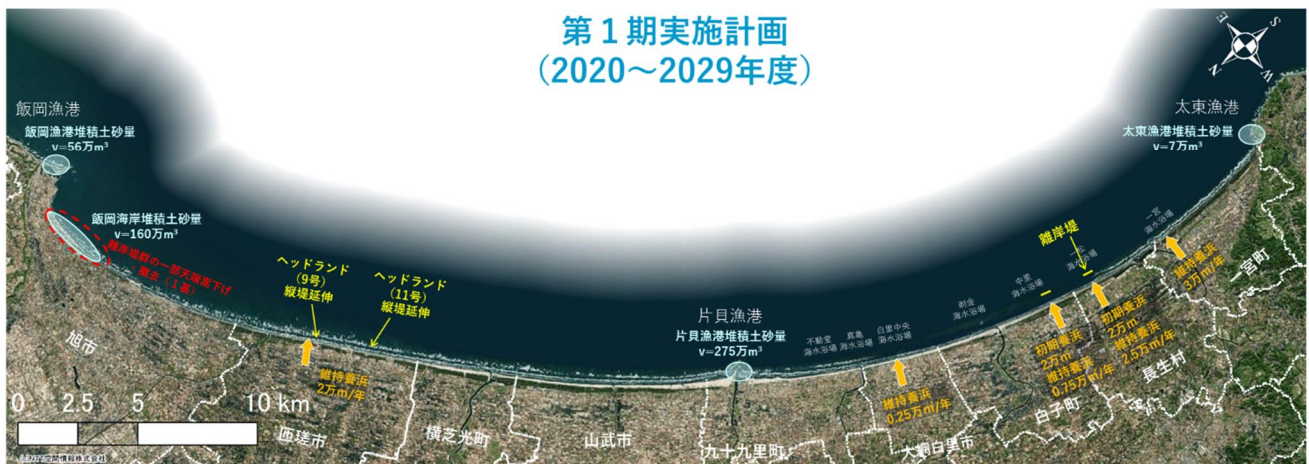 第１期実施計画
（2020～2029年度）
S
E
W
N
飯岡漁港
飯岡漁港堆積土砂量
v=56万m³
太東漁港
太東漁港堆積土砂量
v=7万m³
飯岡海岸堆積土砂量
v=160万m³
離岸堤群の一部天端高下げ
撤去（1基）
ヘッドランド
（9号）
縦堤延伸
ヘッドランド
（11号）
縦堤延伸
片貝漁港
片貝漁港堆積土砂量
v=275万m³
不動堂
海水浴場
真亀
海水浴場
白里中央
海水浴場
剃金
海水浴場
中里
海水浴場
一松
海水浴場
離岸堤
一宮
海水浴場
維持養浜
2万㎥/年
維持養浜
0.25万㎥/年
初期養浜
2万㎥
維持養浜
0.75万㎥/年
初期養浜
2万㎥
維持養浜
2.5万㎥/年
維持養浜
3万㎥/年
旭市
匝瑳市
横芝光町
山武市
九十九里町
大網白里市
白子町
長生村
一宮町
0 2.5 5 10 km